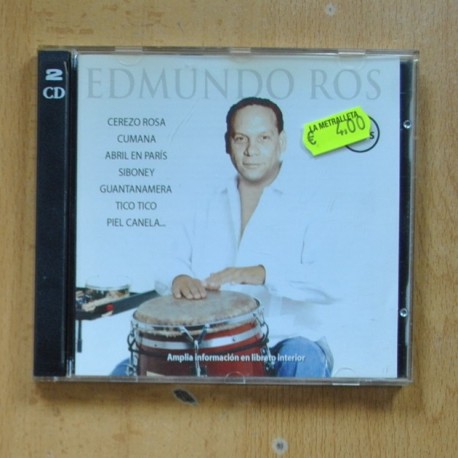 2
CD
EDMUNDO ROS
CEREZO ROSA
CUMANA
ABRIL EN PARÍS
SIBONEY
GUANTANAMERA
TICO TICO
PIEL CANELA...
LA METRALLETA
€ 4,00
Amplia información en libreto interior